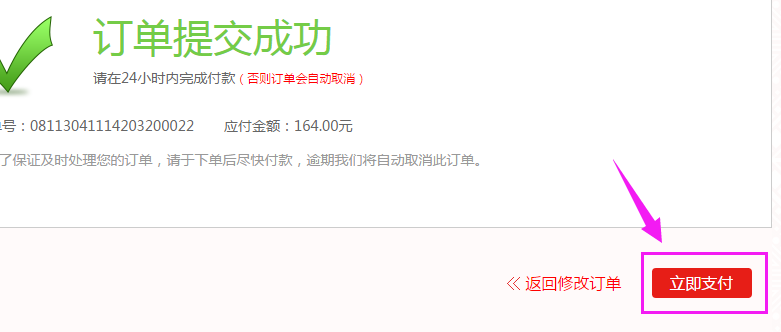 订单提交成功
请在24小时内完成付款（否则订单会自动取消）
单号：08113041114203200022 应付金额：164.00元
了保证及时处理您的订单，请于下单后尽快付款，逾期我们将自动取消此订单。
返回修改订单 立即支付